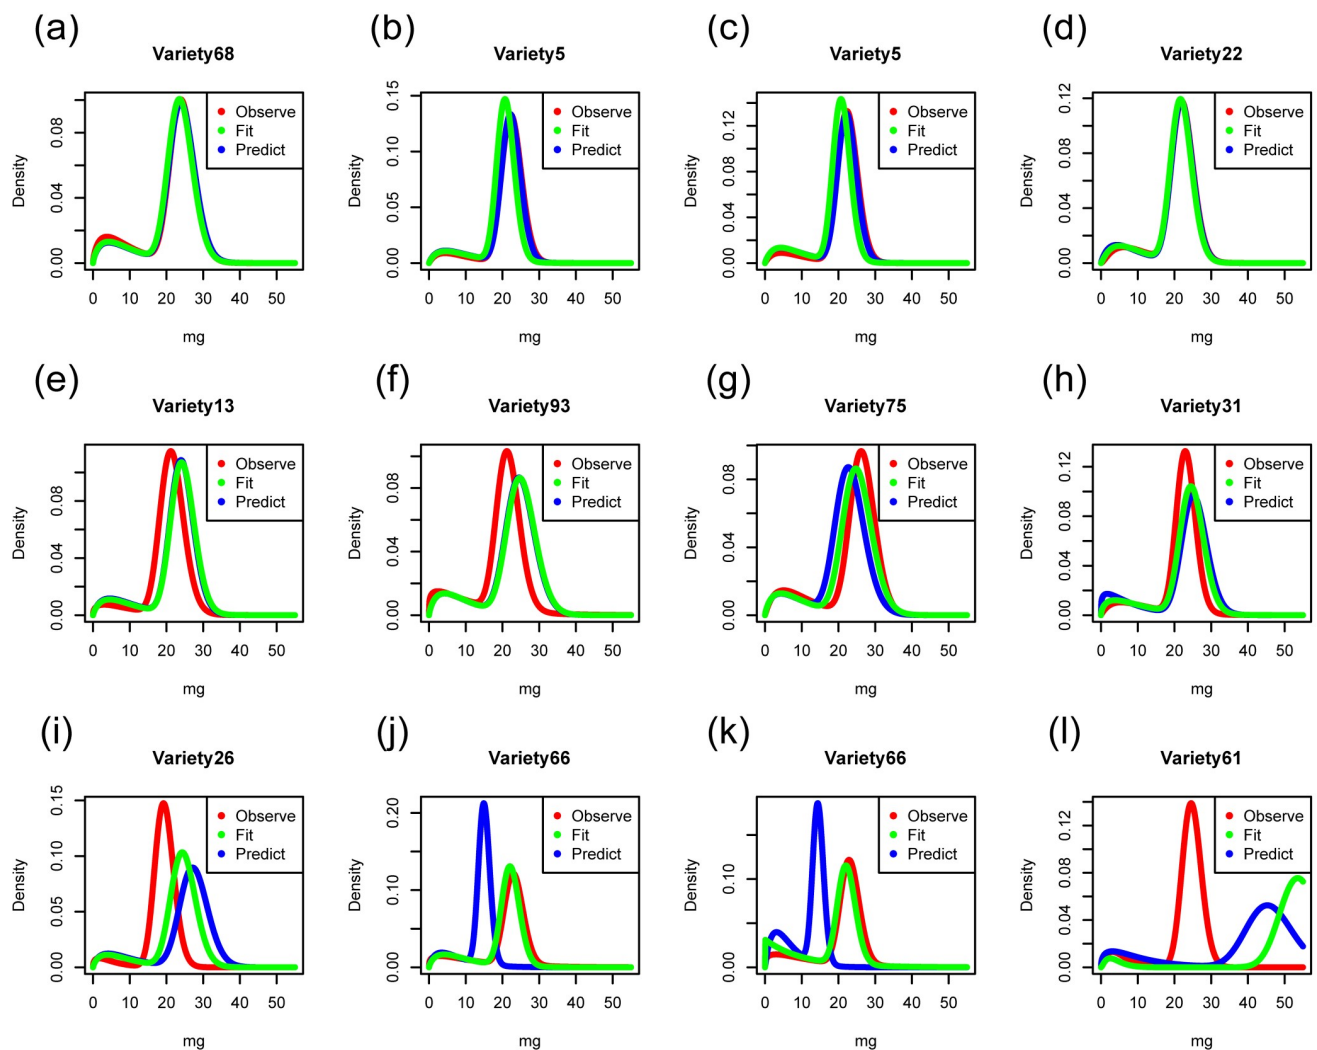 (a) (b) (c) (d)
Variety68 Variety5 Variety5 Variety22
Density 0.00 0.04 0.08
Observe
Fit
Predict
0 10 20 30 40 50
mg
Density 0.00 0.05 0.10 0.15
Observe
Fit
Predict
0 10 20 30 40 50
mg
Density 0.00 0.04 0.08 0.12
Observe
Fit
Predict
0 10 20 30 40 50
mg
Density 0.00 0.04 0.08 0.12
Observe
Fit
Predict
0 10 20 30 40 50
mg
(e) (f) (g) (h)
Variety13 Variety93 Variety75 Variety31
Density 0.00 0.04 0.08
Observe
Fit
Predict
0 10 20 30 40 50
mg
Density 0.00 0.04 0.08
Observe
Fit
Predict
0 10 20 30 40 50
mg
Density 0.00 0.04 0.08
Observe
Fit
Predict
0 10 20 30 40 50
mg
Density 0.00 0.04 0.08 0.12
Observe
Fit
Predict
0 10 20 30 40 50
mg
(i) (j) (k) (l)
Variety26 Variety66 Variety66 Variety61
Density 0.00 0.05 0.10 0.15
Observe
Fit
Predict
0 10 20 30 40 50
mg
Density 0.00 0.10 0.20
Observe
Fit
Predict
0 10 20 30 40 50
mg
Density 0.00 0.10
Observe
Fit
Predict
0 10 20 30 40 50
mg
Density 0.00 0.04 0.08 0.12
Observe
Fit
Predict
0 10 20 30 40 50
mg